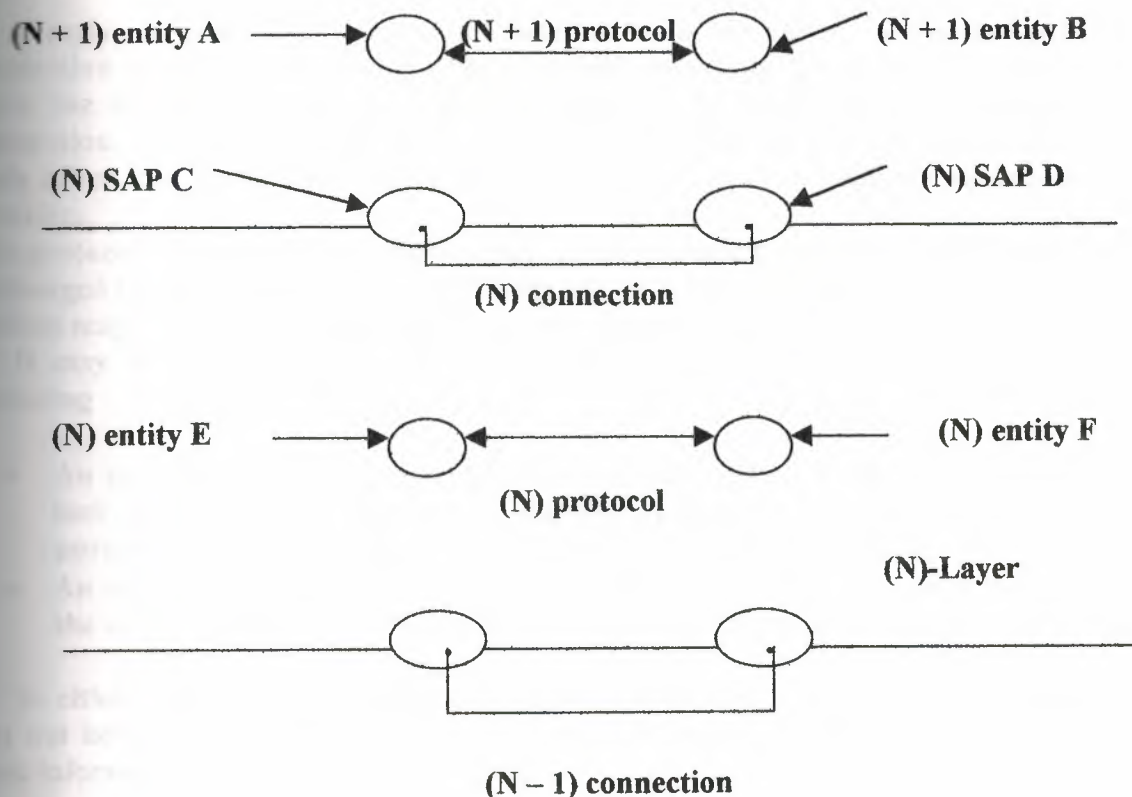 (N + 1) entity A
(N + 1) protocol
(N + 1) entity B
(N) SAP C
(N) SAP D
(N) connection
(N) entity E
(N) entity F
(N) protocol
(N)-Layer
(N – 1) connection